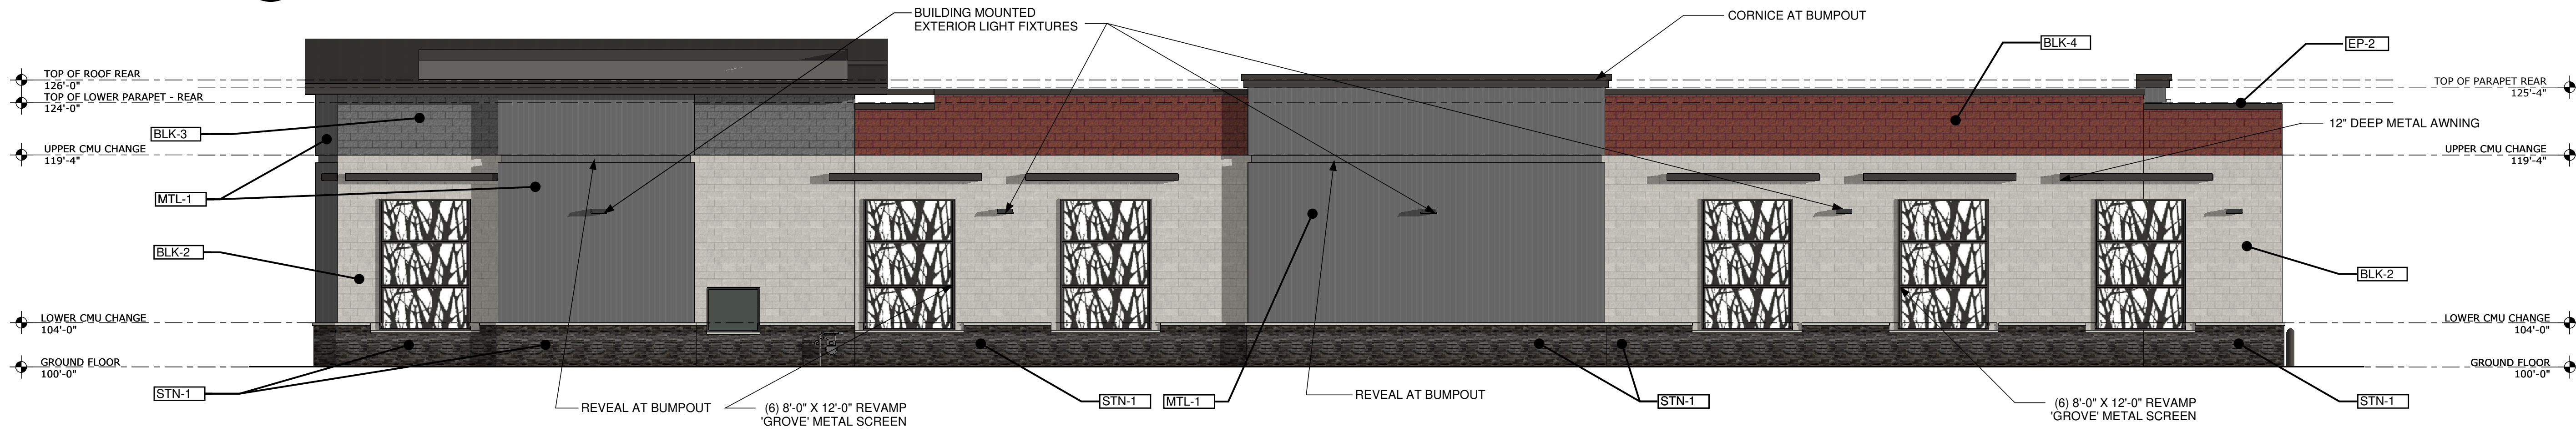 BUILDING MOUNTED
EXTERIOR LIGHT FIXTURES
CORNICE AT BUMPOUT
BLK-4
EP-2
TOP OF ROOF REAR
126'-0"
TOP OF LOWER PARAPET - REAR
124'-0"
TOP OF PARAPET REAR
125'-4"
BLK-3
12" DEEP METAL AWNING
UPPER CMU CHANGE
119'-4"
UPPER CMU CHANGE
119'-4"
MTL-1
BLK-2
BLK-2
LOWER CMU CHANGE
104'-0"
LOWER CMU CHANGE
104'-0"
GROUND FLOOR
100'-0"
GROUND FLOOR
100'-0"
STN-1
REVEAL AT BUMPOUT
(6) 8'-0" X 12'-0" REVAMP
'GROVE' METAL SCREEN
STN-1
MTL-1
REVEAL AT BUMPOUT
STN-1
(6) 8'-0" X 12'-0" REVAMP
'GROVE' METAL SCREEN
STN-1